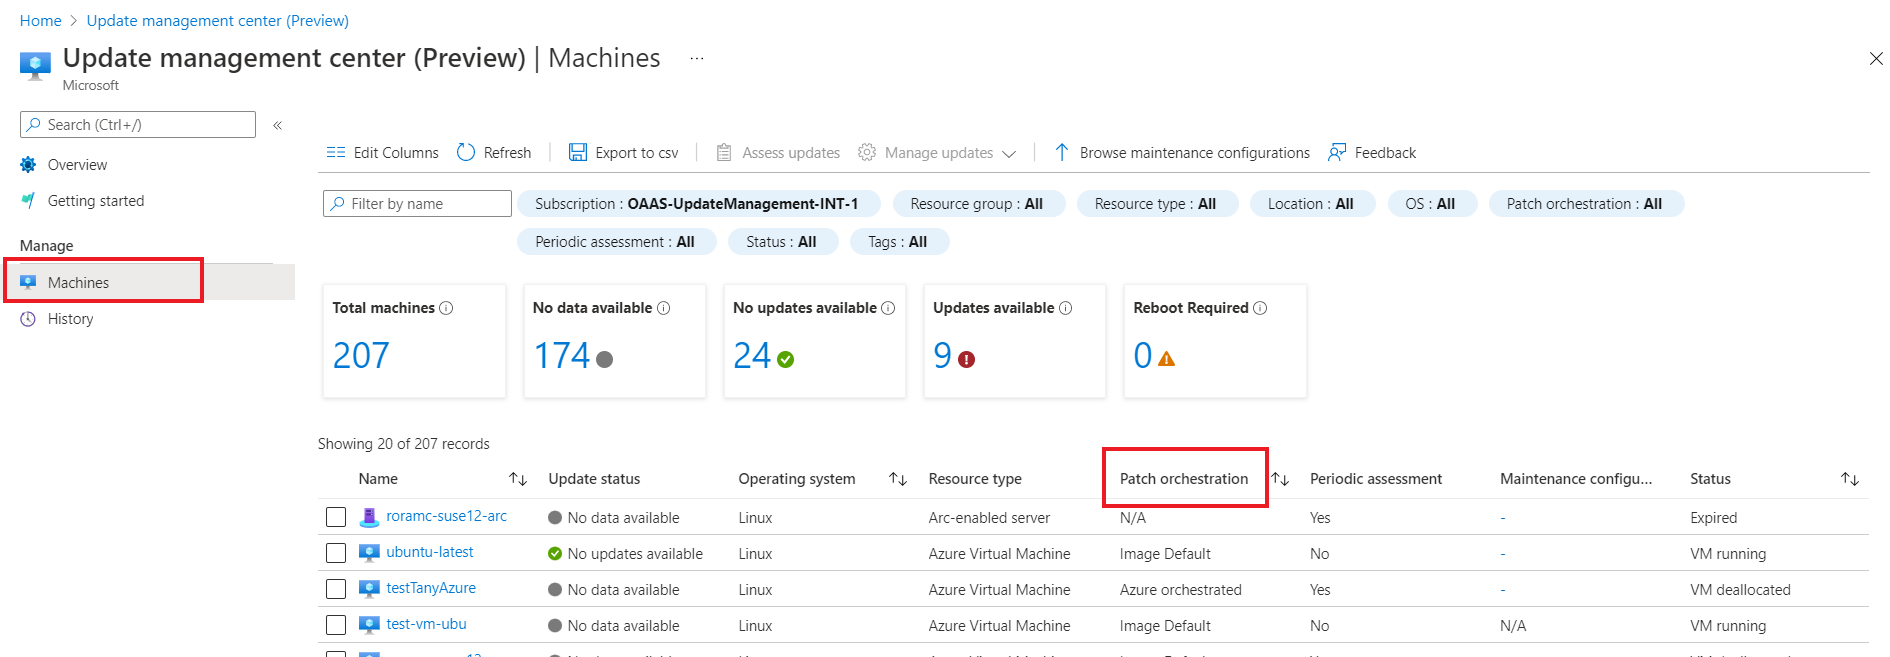 Home > Update management center (Preview)
Update management center (Preview) | Machines ...
Microsoft
Search (Ctrl+/) «
Overview
Getting started
Manage
Machines
History
Edit Columns Refresh Export to csv Assess updates Manage updates Browse maintenance configurations Feedback
Filter by name Subscription : OAAS-UpdateManagement-INT-1 Resource group : All Resource type : All Location : All OS : All Patch orchestration : All
Periodic assessment : All Status : All Tags : All
Total machines No data available No updates available Updates available Reboot Required
207 174 24 9 0
Showing 20 of 207 records
Name Update status Operating system Resource type Patch orchestration Periodic assessment Maintenance configu... Status
roramc-suse12-arc No data available Linux Arc-enabled server N/A Yes - Expired
ubuntu-latest No updates available Linux Azure Virtual Machine Image Default No - VM running
testTanyAzure No data available Linux Azure Virtual Machine Azure orchestrated Yes - VM deallocated
test-vm-ubu No data available Linux Azure Virtual Machine Image Default No N/A VM running